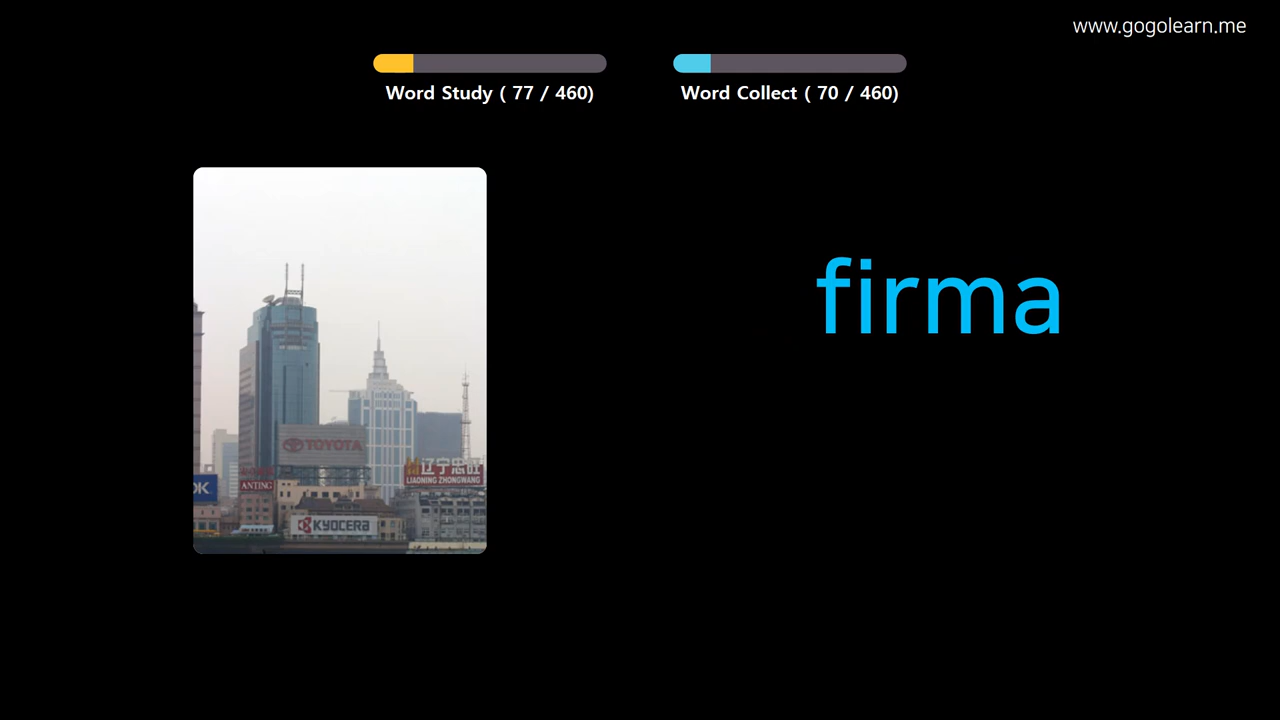 www.gogolearn.me
Word Study ( 77 / 460)
Word Collect ( 70 / 460)
firma
TOYOTA
辽宁忠旺
LIAONING ZHONGWANG
OK
ANTING
KYOCERA